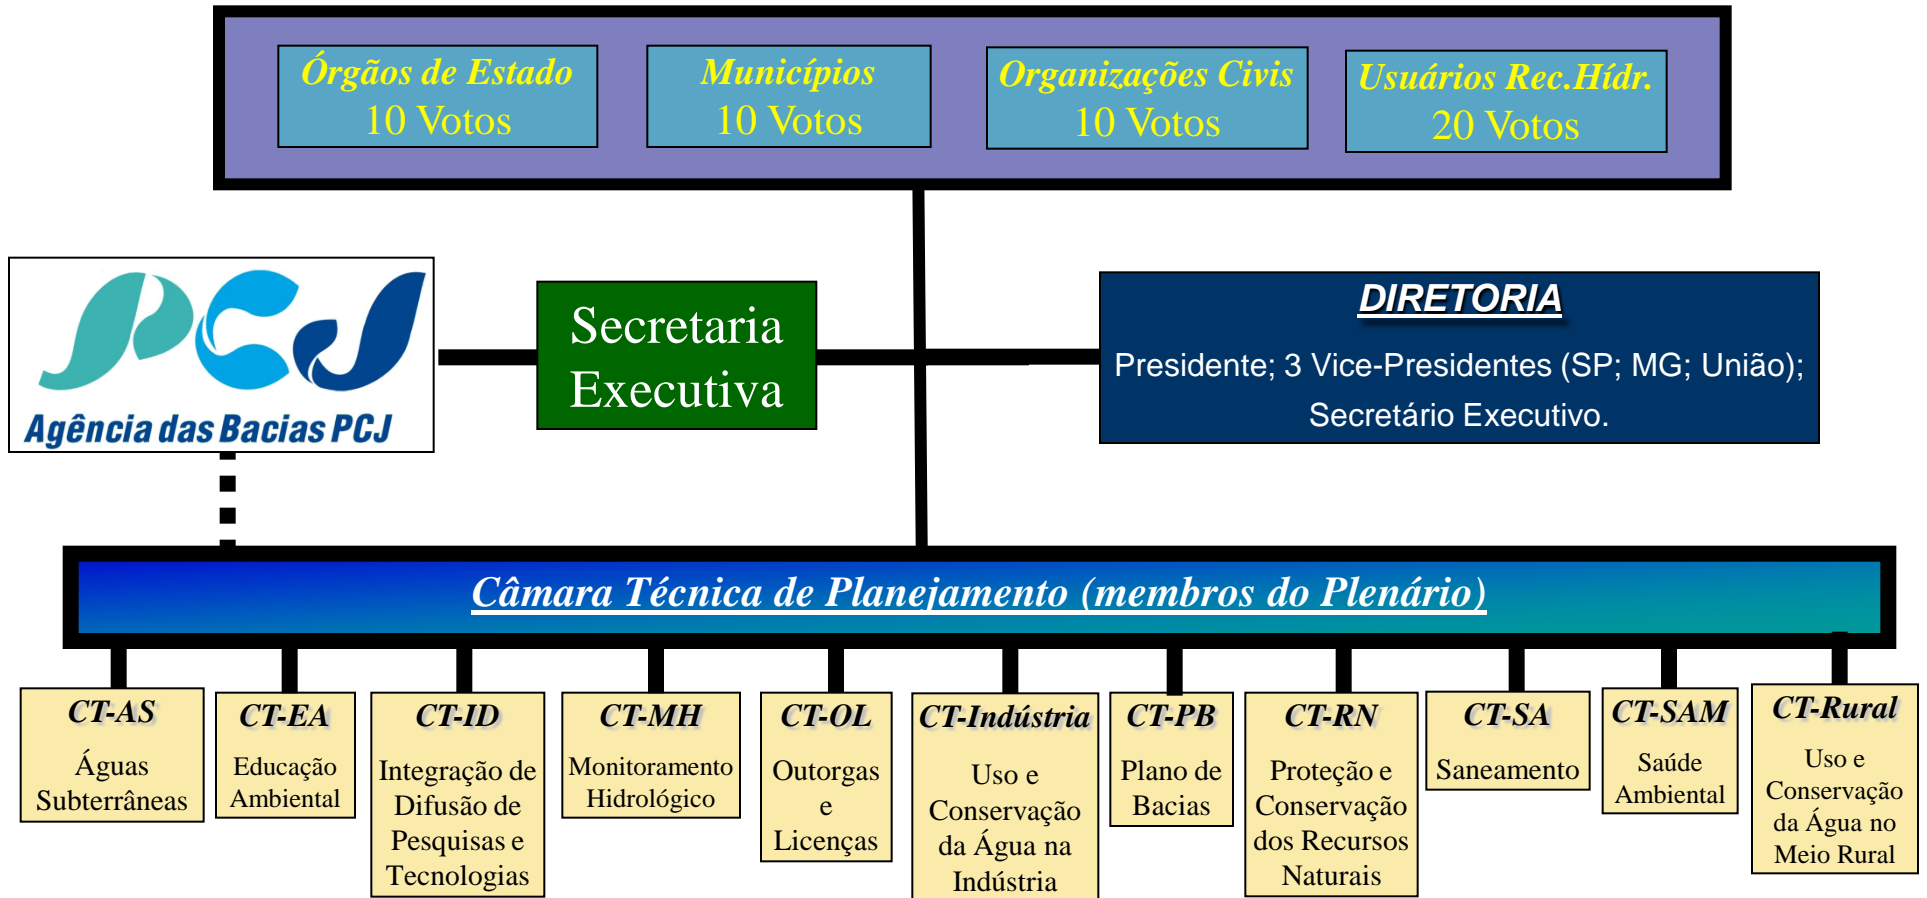 Órgãos de Estado
10 Votos
Municípios
10 Votos
Organizações Civis
10 Votos
Usuários Rec.Hídr.
20 Votos
PCJ
Agência das Bacias PCJ
Secretaria
Executiva
DIRETORIA
Presidente; 3 Vice-Presidentes (SP; MG; União);
Secretário Executivo.
Câmara Técnica de Planejamento (membros do Plenário)
CT-AS
Águas
Subterrâneas
CT-EA
Educação
Ambiental
CT-ID
Integração de
Difusão de
Pesquisas e
Tecnologias
CT-MH
Monitoramento
Hidrológico
CT-OL
Outorgas
e
Licenças
CT-Indústria
Uso e
Conservação
da Água na
Indústria
CT-PB
Plano de
Bacias
CT-RN
Proteção e
Conservação
dos Recursos
Naturais
CT-SA
Saneamento
CT-SAM
Saúde
Ambiental
CT-Rural
Uso e
Conservação
da Água no
Meio Rural